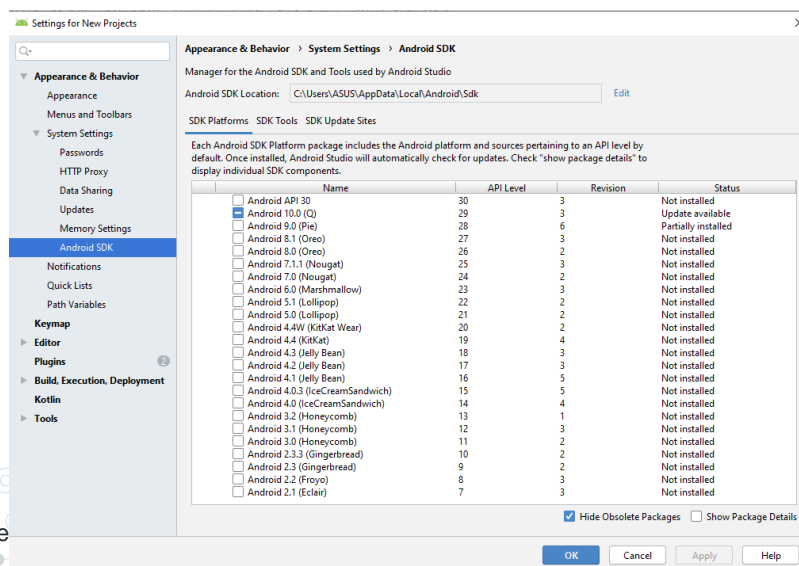 Settings for New Projects
Appearance & Behavior
Appearance
Menus and Toolbars
System Settings
Passwords
HTTP Proxy
Data Sharing
Updates
Memory Settings
Android SDK
Notifications
Quick Lists
Path Variables
Keymap
Editor
Plugins 2
Build, Execution, Deployment
Kotlin
Tools
Appearance & Behavior › System Settings › Android SDK
Manager for the Android SDK and Tools used by Android Studio
Android SDK Location: C:\Users\ASUS\AppData\Local\Android\Sdk Edit
SDK Platforms SDK Tools SDK Update Sites
Each Android SDK Platform package includes the Android platform and sources pertaining to an API level by
default. Once installed, Android Studio will automatically check for updates. Check "show package details" to
display individual SDK components.
Name API Level Revision Status
Android API 30 30 3 Not installed
Android 10.0 (Q) 29 3 Update available
Android 9.0 (Pie) 28 6 Partially installed
Android 8.1 (Oreo) 27 3 Not installed
Android 8.0 (Oreo) 26 2 Not installed
Android 7.1.1 (Nougat) 25 3 Not installed
Android 7.0 (Nougat) 24 2 Not installed
Android 6.0 (Marshmallow) 23 3 Not installed
Android 5.1 (Lollipop) 22 2 Not installed
Android 5.0 (Lollipop) 21 2 Not installed
Android 4.4W (KitKat Wear) 20 2 Not installed
Android 4.4 (KitKat) 19 4 Not installed
Android 4.3 (Jelly Bean) 18 3 Not installed
Android 4.2 (Jelly Bean) 17 3 Not installed
Android 4.1 (Jelly Bean) 16 5 Not installed
Android 4.0.3 (IceCreamSandwich) 15 5 Not installed
Android 4.0 (IceCreamSandwich) 14 4 Not installed
Android 3.2 (Honeycomb) 13 1 Not installed
Android 3.1 (Honeycomb) 12 3 Not installed
Android 3.0 (Honeycomb) 11 2 Not installed
Android 2.3.3 (Gingerbread) 10 2 Not installed
Android 2.3 (Gingerbread) 9 2 Not installed
Android 2.2 (Froyo) 8 3 Not installed
Android 2.1 (Eclair) 7 3 Not installed
Hide Obsolete Packages Show Package Details
e
OK Cancel Apply Help